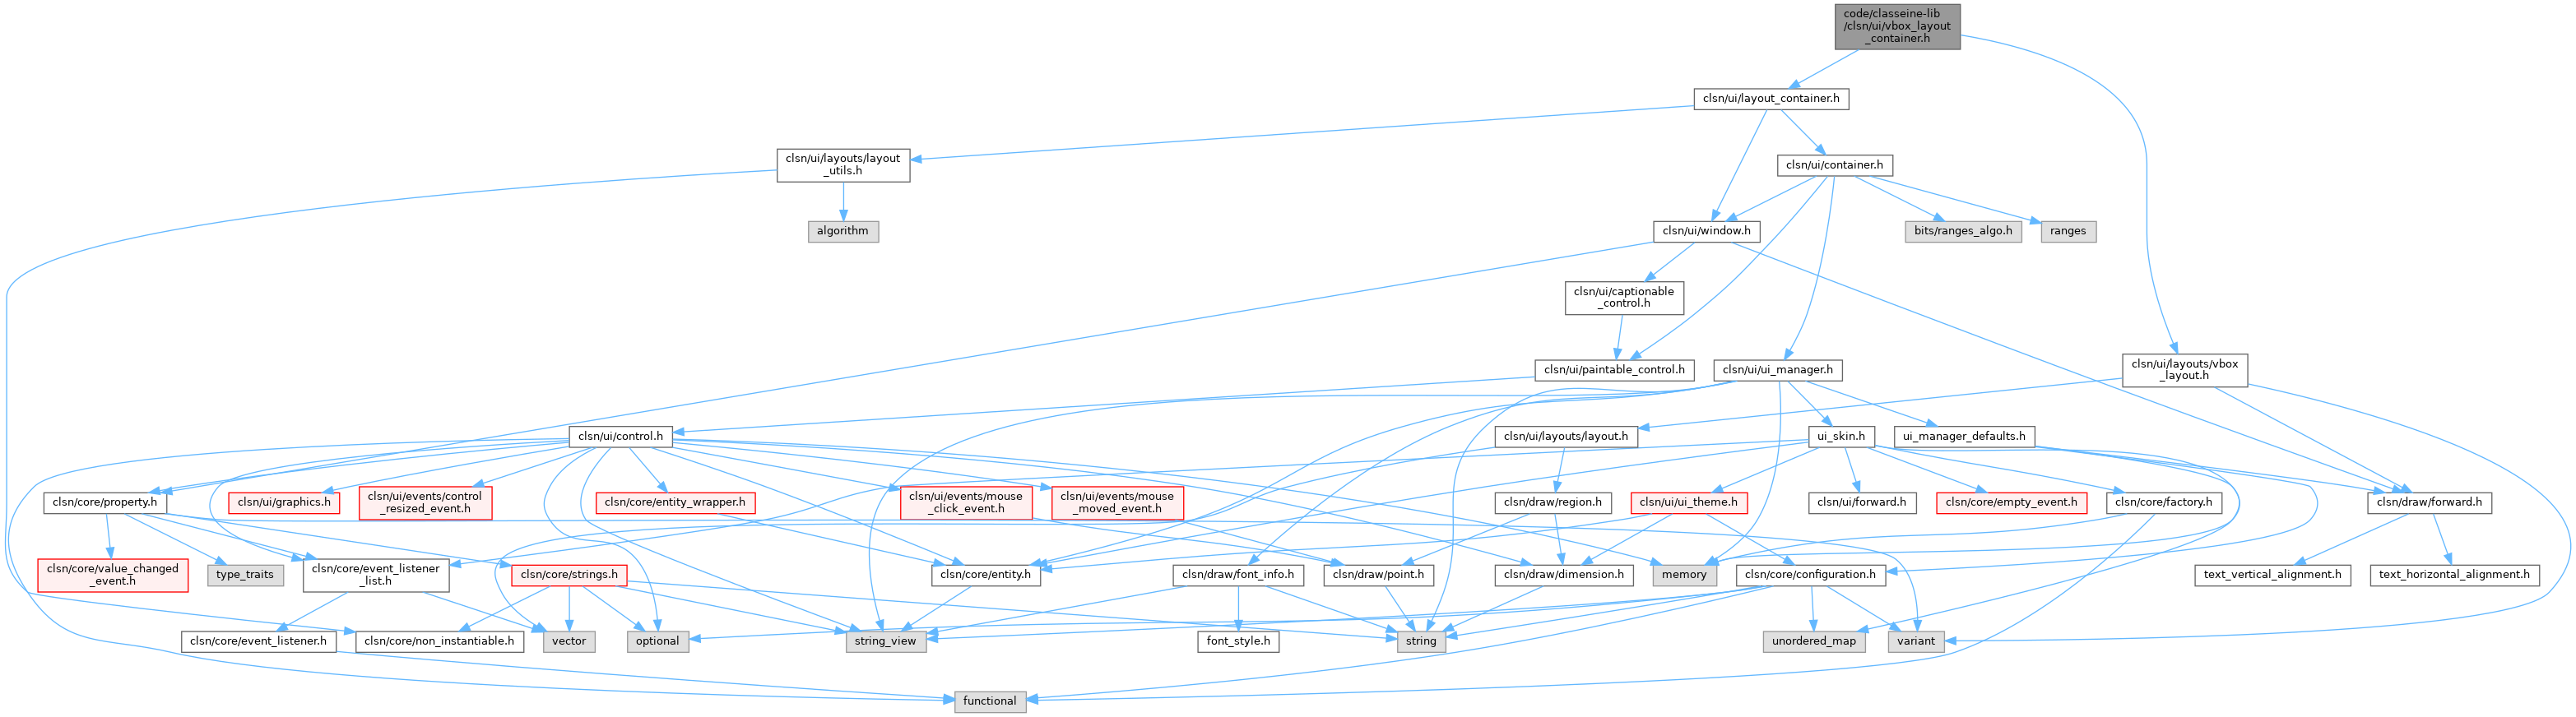 code/classeine-lib
/clsn/ui/vbox_layout
_container.h
clsn/ui/layout_container.h
clsn/ui/layouts/layout
_utils.h
clsn/ui/container.h
algorithm
clsn/ui/window.h
bits/ranges_algo.h
ranges
clsn/ui/captionable
_control.h
clsn/ui/paintable_control.h
clsn/ui/ui_manager.h
clsn/ui/layouts/vbox
_layout.h
clsn/ui/control.h
clsn/ui/layouts/layout.h
ui_skin.h
ui_manager_defaults.h
clsn/core/property.h
clsn/ui/graphics.h
clsn/ui/events/control
_resized_event.h
clsn/core/entity_wrapper.h
clsn/ui/events/mouse
_click_event.h
clsn/ui/events/mouse
_moved_event.h
clsn/draw/region.h
clsn/ui/ui_theme.h
clsn/ui/forward.h
clsn/core/empty_event.h
clsn/core/factory.h
clsn/draw/forward.h
clsn/core/value_changed
_event.h
type_traits
clsn/core/event_listener
_list.h
clsn/core/strings.h
clsn/core/entity.h
clsn/draw/font_info.h
clsn/draw/point.h
clsn/draw/dimension.h
memory
clsn/core/configuration.h
text_vertical_alignment.h
text_horizontal_alignment.h
clsn/core/event_listener.h
clsn/core/non_instantiable.h
vector
optional
string_view
font_style.h
string
unordered_map
variant
functional